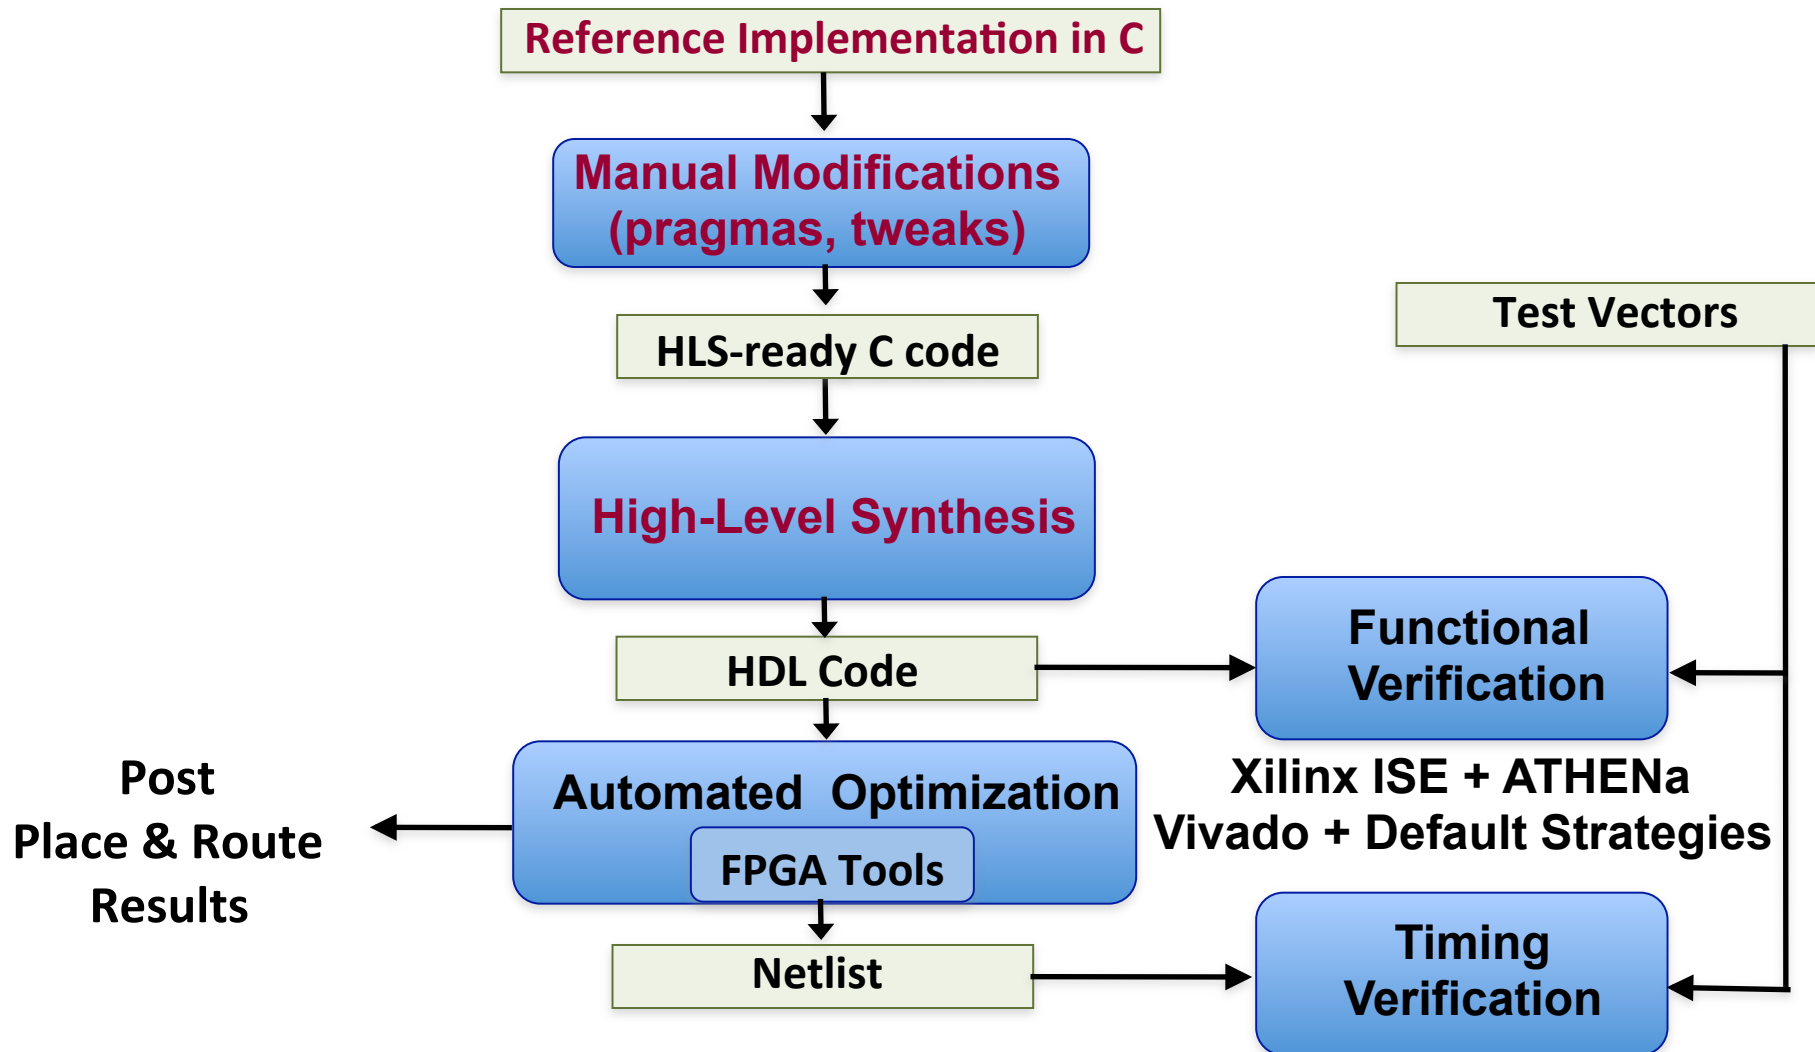 Reference Implementation in C
Manual Modifications
(pragmas, tweaks)
HLS-ready C code
Test Vectors
High-Level Synthesis
Functional
Verification
HDL Code
Xilinx ISE + ATHENa
Vivado + Default Strategies
Automated Optimization
FPGA Tools
Post
Place & Route
Results
Netlist
Timing
Verification